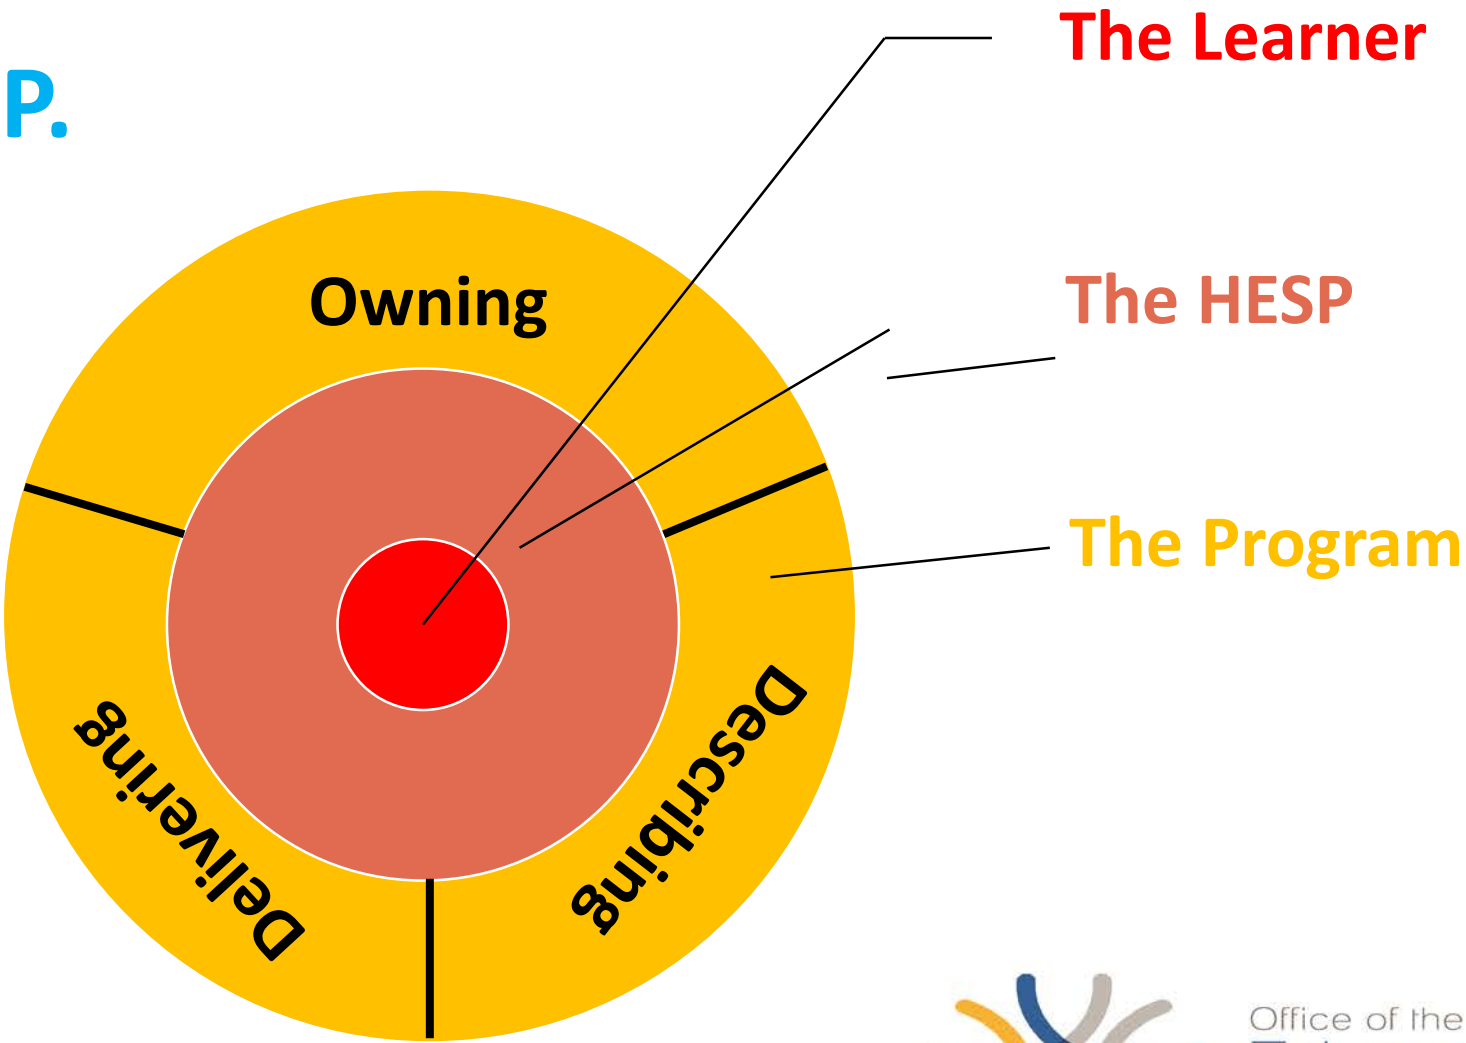 The Learner
P.
Owning
The HESP
The Program
Describing
Delivering
Office of the